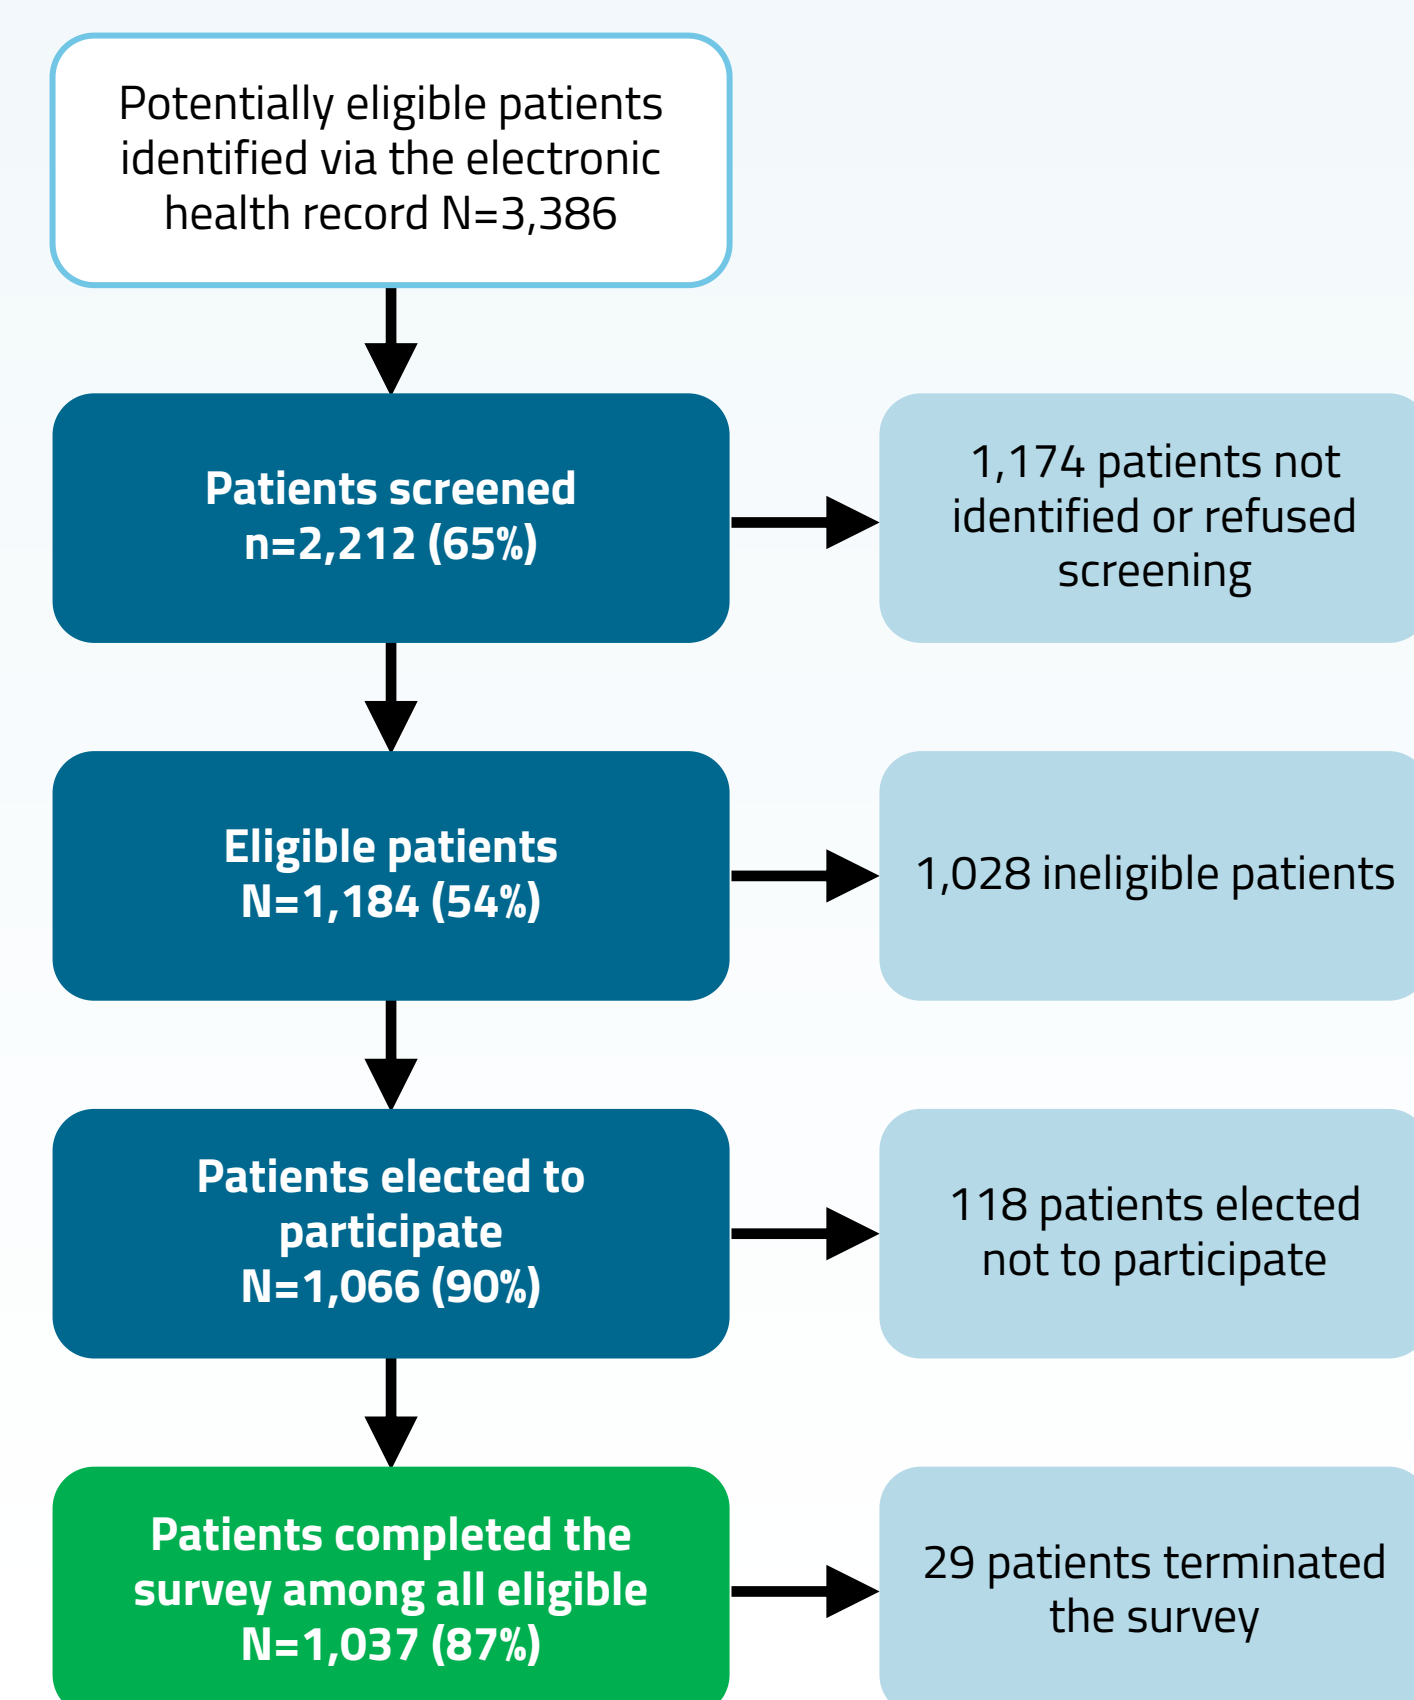 Potentially eligible patients
identified via the electronic
health record N=3,386
Patients screened
n=2,212 (65%)
1,174 patients not
identified or refused
screening
Eligible patients
N=1,184 (54%)
1,028 ineligible patients
Patients elected to
participate
N=1,066 (90%)
118 patients elected
not to participate
Patients completed the
survey among all eligible
N=1,037 (87%)
29 patients terminated
the survey